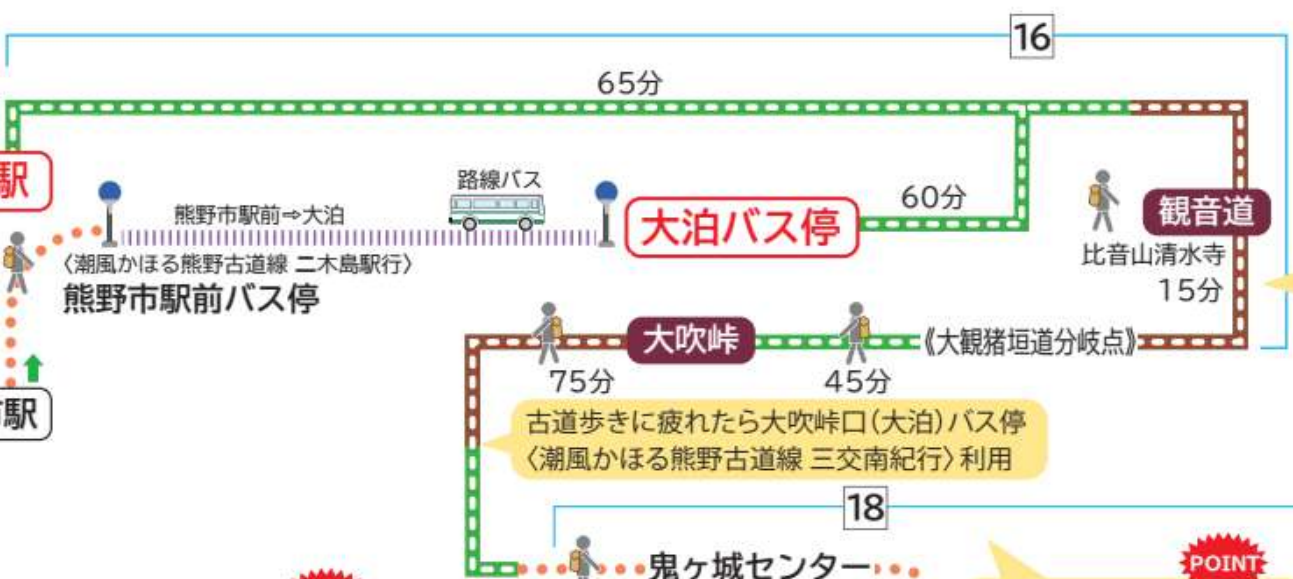 16
65分
駅
路線バス
熊野市駅前⇨大泊
大泊バス停
60分
観音道
〈潮風かほる熊野古道線 二木島駅行〉
熊野市駅前バス停
比音山清水寺
15分
大吹峠
《大観猪垣道分岐点》
75分
45分
駅
古道歩きに疲れたら大吹峠口(大泊)バス停
〈潮風かほる熊野古道線 三交南紀行〉利用
18
鬼ヶ城センター
POINT